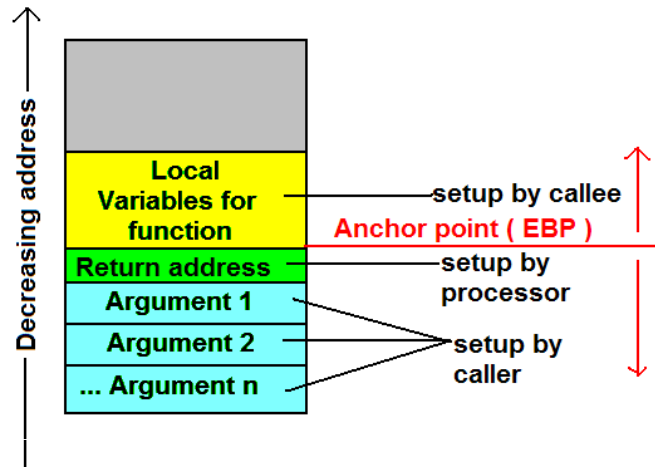 Decreasing address
Local
Variables for
function
setup by callee
Anchor point ( EBP )
Return address
setup by
processor
Argument 1
Argument 2
... Argument n
setup by
caller